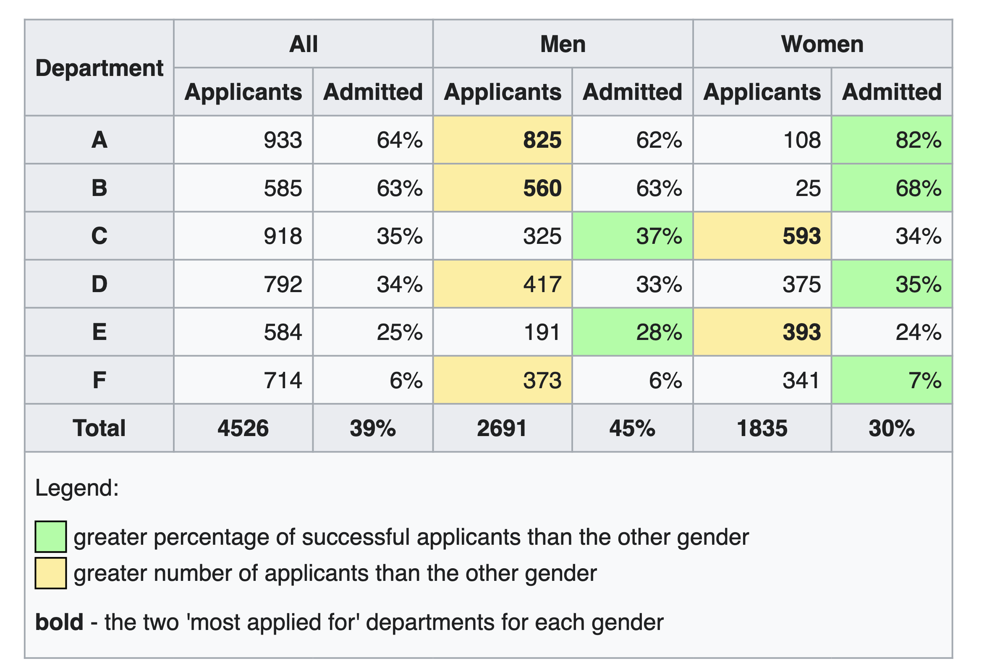 Department All Men Women
Applicants Admitted Applicants Admitted Applicants Admitted
A 933 64% 825 62% 108 82%
B 585 63% 560 63% 25 68%
C 918 35% 325 37% 593 34%
D 792 34% 417 33% 375 35%
E 584 25% 191 28% 393 24%
F 714 6% 373 6% 341 7%
Total 4526 39% 2691 45% 1835 30%
Legend:
greater percentage of successful applicants than the other gender
greater number of applicants than the other gender
bold - the two 'most applied for' departments for each gender